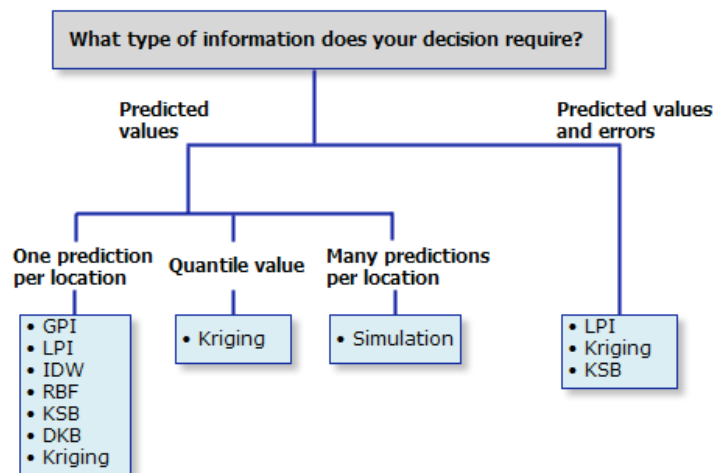 What type of information does your decision require?
Predicted
values
Predicted values
and errors
One prediction
per location
Quantile value
Many predictions
per location
• GPI
• LPI
• IDW
• RBF
• KSB
• DKB
• Kriging
• Kriging
• Simulation
• LPI
• Kriging
• KSB